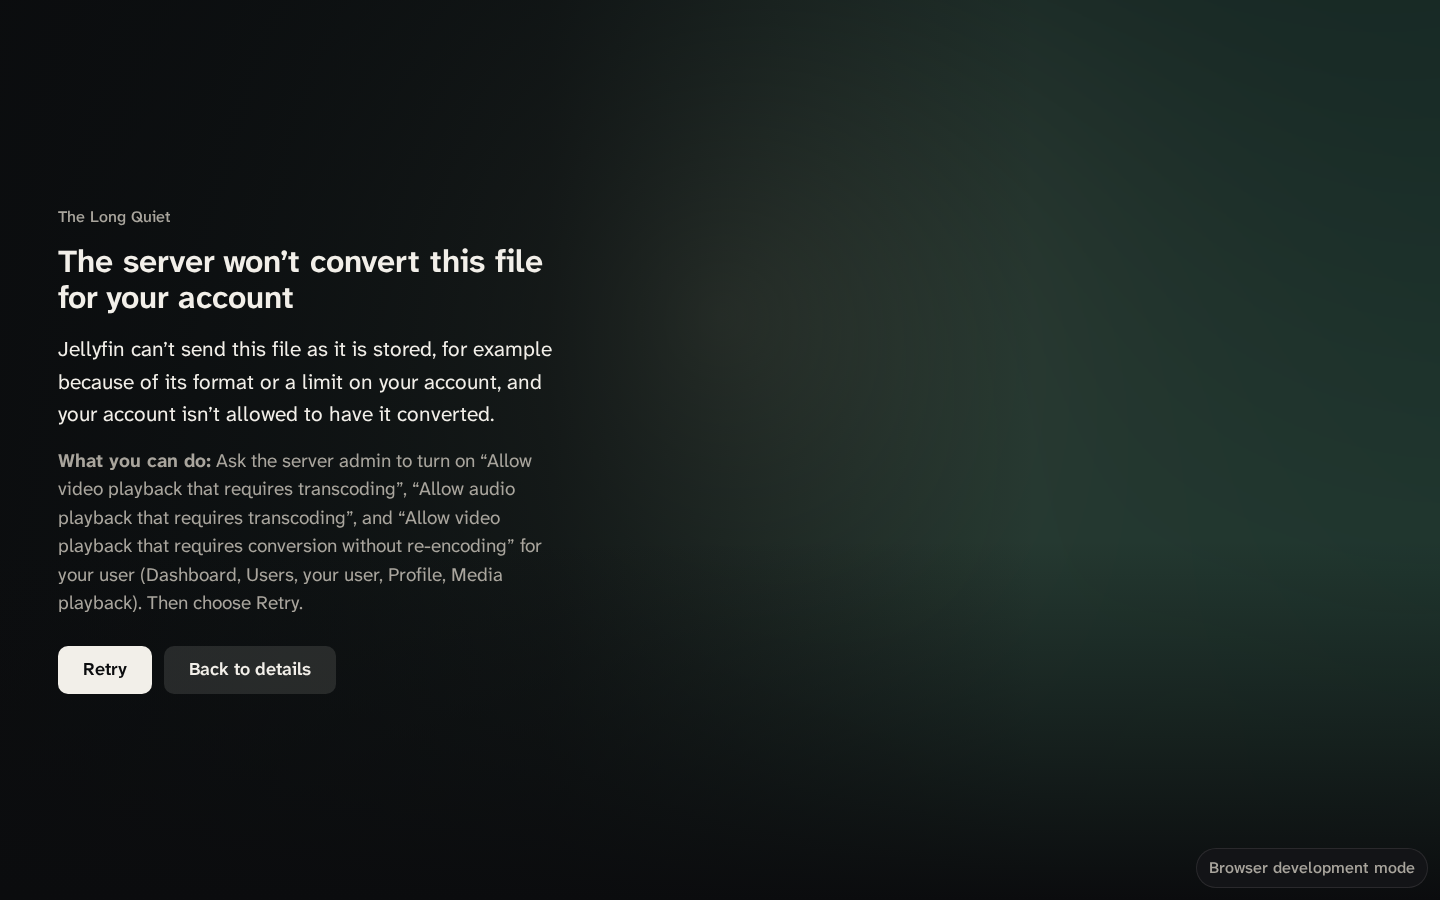 The Long Quiet
The server won’t convert this file
for your account
Jellyfin can’t send this file as it is stored, for example
because of its format or a limit on your account, and
your account isn’t allowed to have it converted.
What you can do: Ask the server admin to turn on “Allow
video playback that requires transcoding”, “Allow audio
playback that requires transcoding”, and “Allow video
playback that requires conversion without re-encoding” for
your user (Dashboard, Users, your user, Profile, Media
playback). Then choose Retry.
Retry
Back to details
Browser development mode